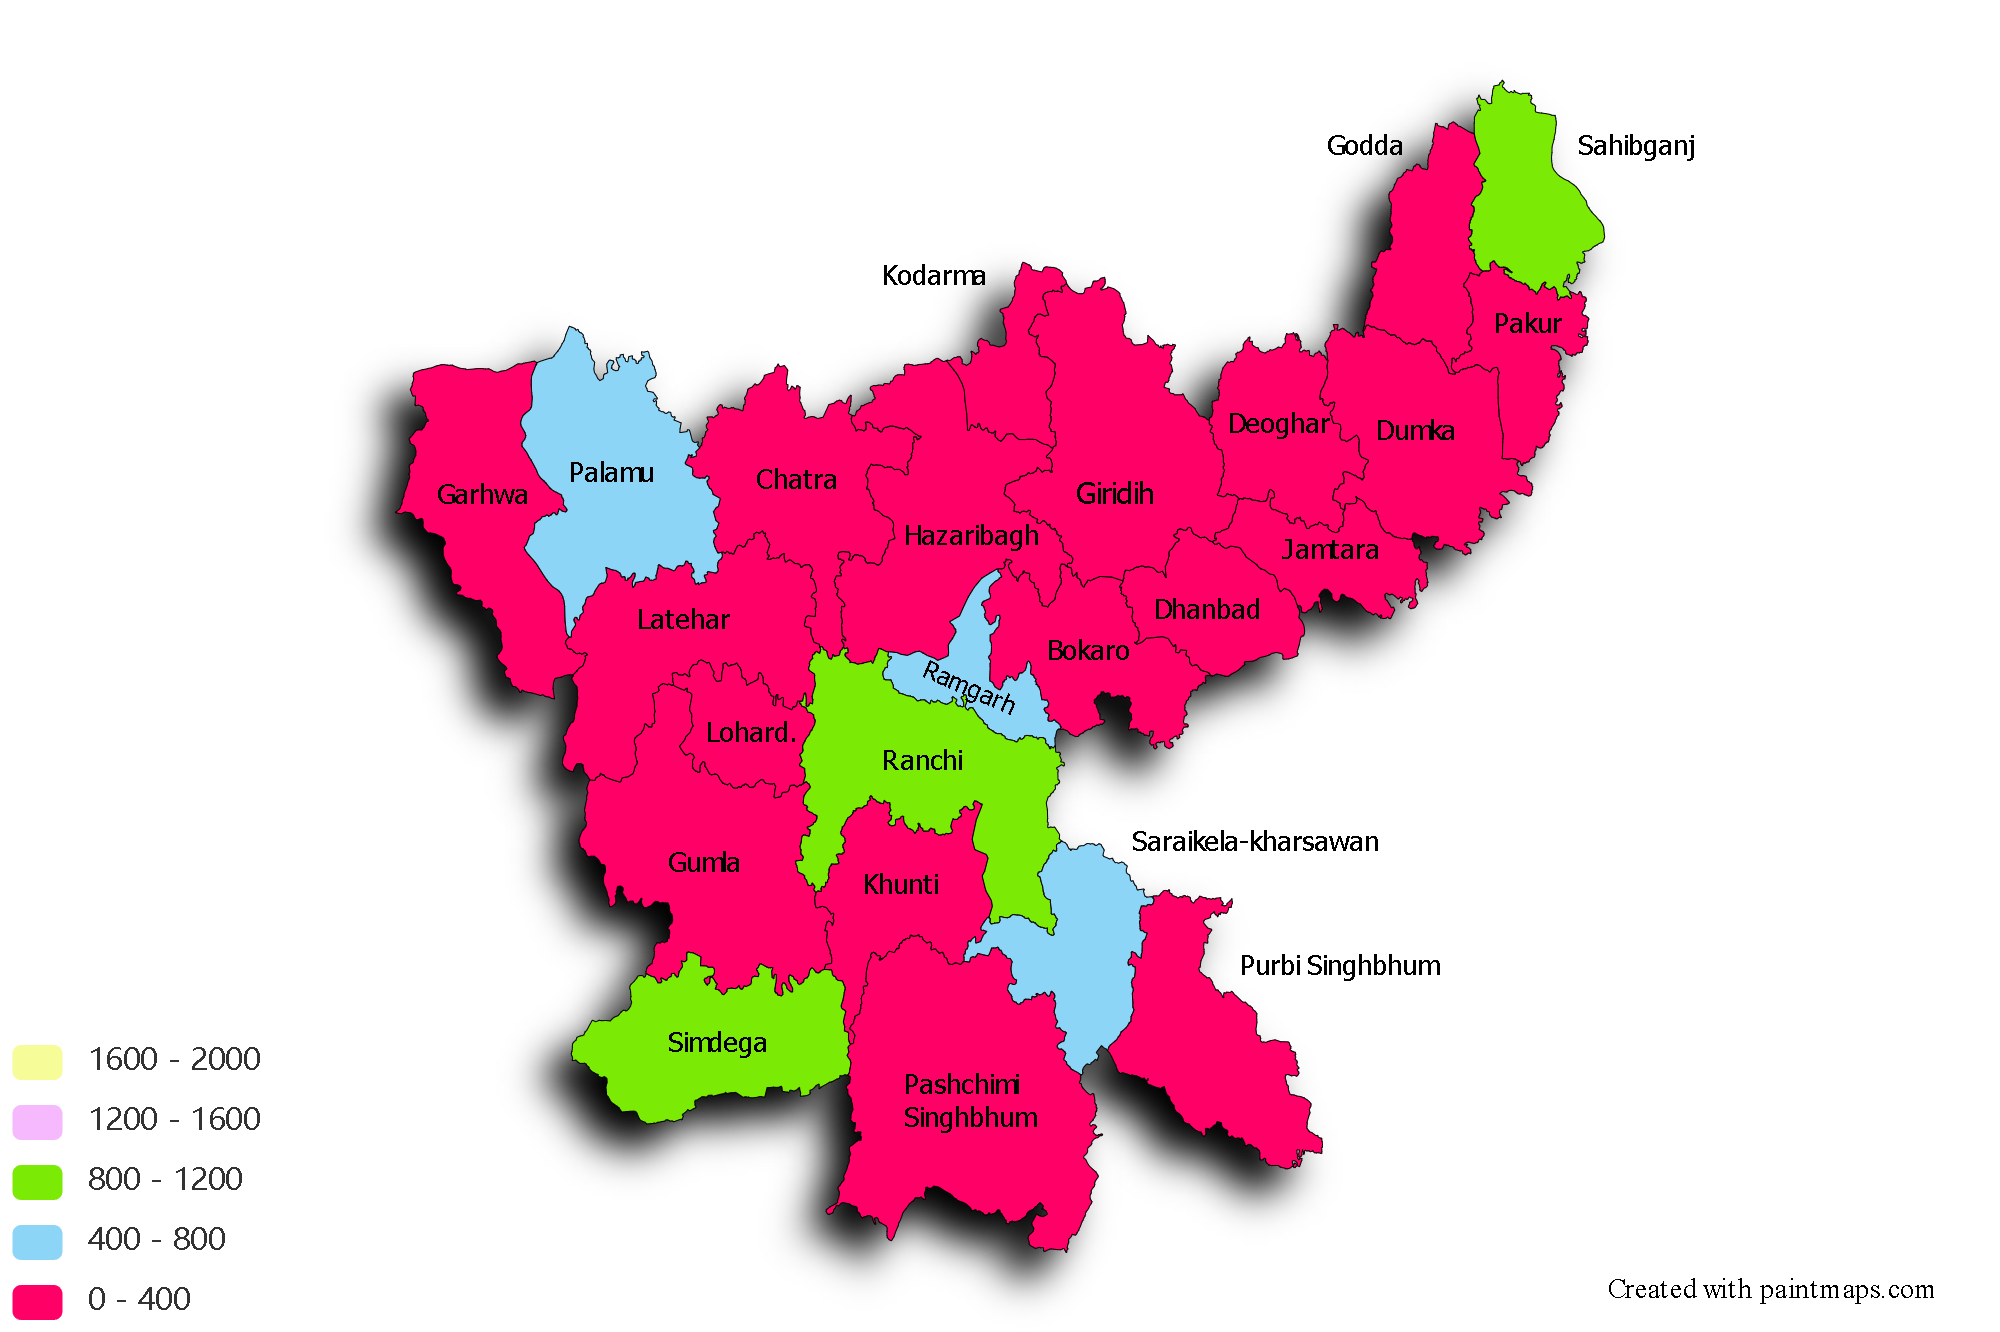 Godda
Sahibganj
Kodarma
Pakur
Deoghar
Dumka
Palamu
Chatra
Garhwa
Giridih
Hazaribagh
Jamtara
Latehar
Dhanbad
Bokaro
Ramgarh
Lohard.
Ranchi
Saraikela-kharsawan
Gumla
Khunti
Purbi Singhbhum
Simdega
Pashchimi
Singhbhum
1600 - 2000
1200 - 1600
800 - 1200
400 - 800
0 - 400
Created with paintmaps.com